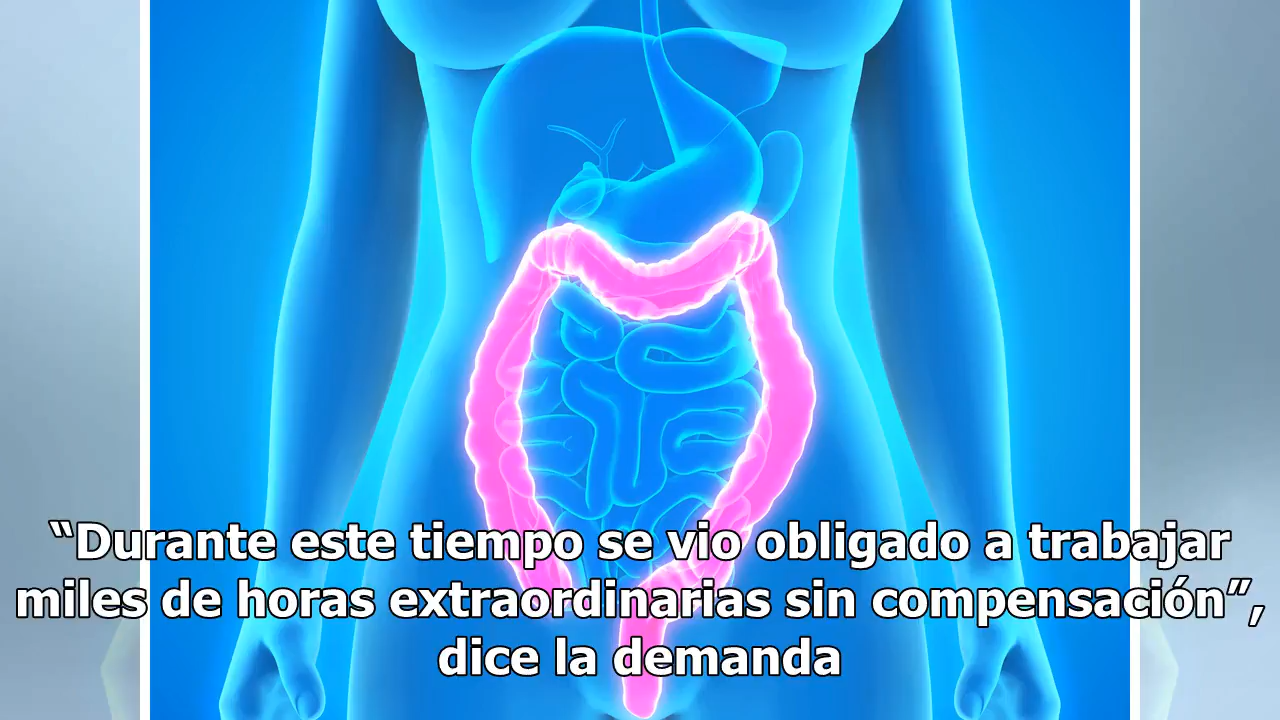 “Durante este tiempo se vio obligado a trabajar
miles de horas extraordinarias sin compensación”,
dice la demanda